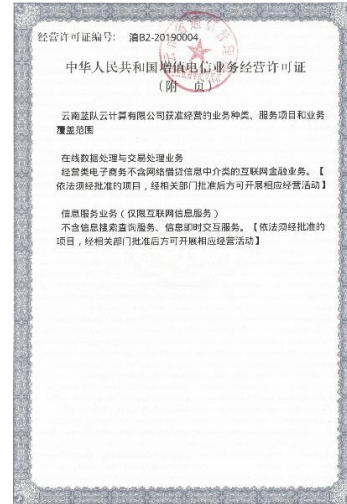 经营许可证编号: 滇B2-20190004
中华人民共和国增值电信业务经营许可证
(附 页)
云南蓝队云计算有限公司获准经营的业务种类、服务项目和业务
覆盖范围
在线数据处理与交易处理业务
经营类电子商务不含网络借贷信息中介类的互联网金融业务。【
依法须经批准的项目，经相关部门批准后方可开展相应经营活动】
信息服务业务（仅限互联网信息服务）
不含信息搜索查询服务、信息即时交互服务。【依法须经批准的
项目，经相关部门批准后方可开展相应经营活动】